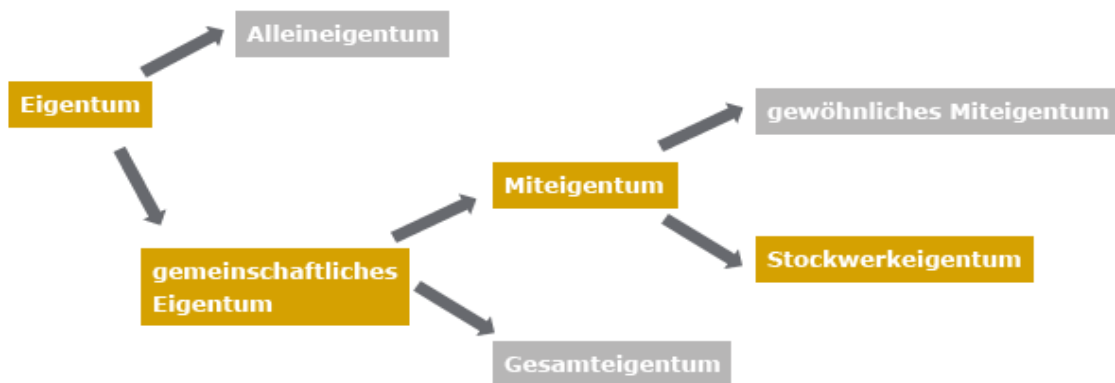 Alleineigentum
Eigentum
gewöhnliches Miteigentum
Miteigentum
Stockwerkeigentum
gemeinschaftliches
Eigentum
Gesamteigentum